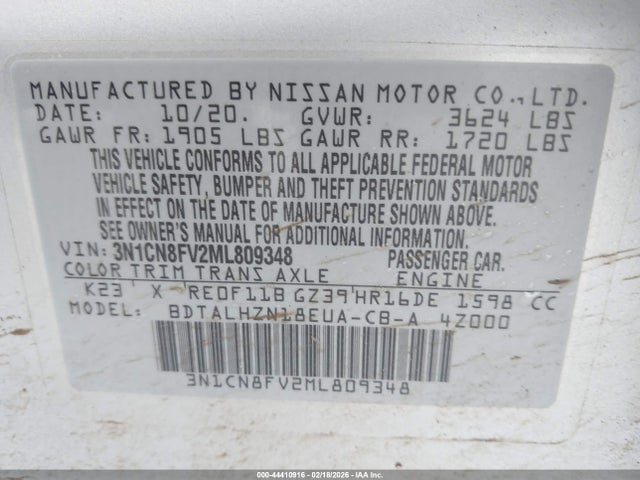 MANUFACTURED BY NISSAN MOTOR CO., LTD.
DATE: 10/20. GVWR: 3624 LBS
GAWR FR: 1905 LBS GAWR RR: 1720 LBS
THIS VEHICLE CONFORMS TO ALL APPLICABLE FEDERAL MOTOR
VEHICLE SAFETY, BUMPER AND THEFT PREVENTION STANDARDS
IN EFFECT ON THE DATE OF MANUFACTURE SHOWN ABOVE.
SEE OWNER'S MANUAL FOR ADDITIONAL INFORMATION.
VIN: 3N1CN8FV2ML809348 PASSENGER CAR.
COLOR TRIM TRANS AXLE ENGINE
K23 X RE0F11B GZ39 HR16DE 1598 CC
MODEL: BDTALHZN18EUA-CB-A 4Z000
3N1CN8FV2ML809348
000-44410916 - 02/18/2026 - IAA,Inc.